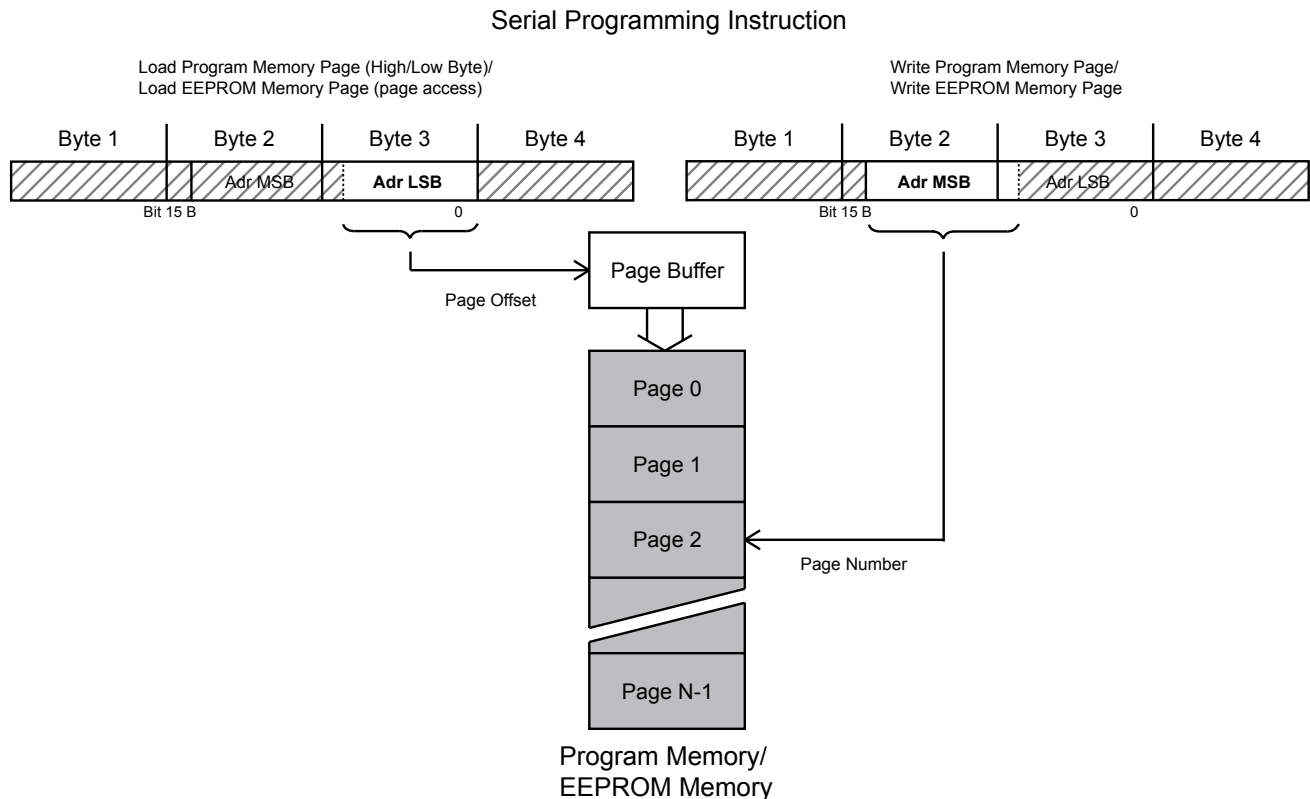 Serial Programming Instruction
Load Program Memory Page (High/Low Byte)/
Load EEPROM Memory Page (page access)
Write Program Memory Page/
Write EEPROM Memory Page
Byte 1 Byte 2 Byte 3 Byte 4
Byte 1 Byte 2 Byte 3 Byte 4
Adr MSB Adr LSB
Adr MSB Adr LSB
Bit 15 B 0
Bit 15 B 0
Page Buffer
Page Offset
Page 0
Page 1
Page 2
Page Number
Page N-1
Program Memory/
EEPROM Memory